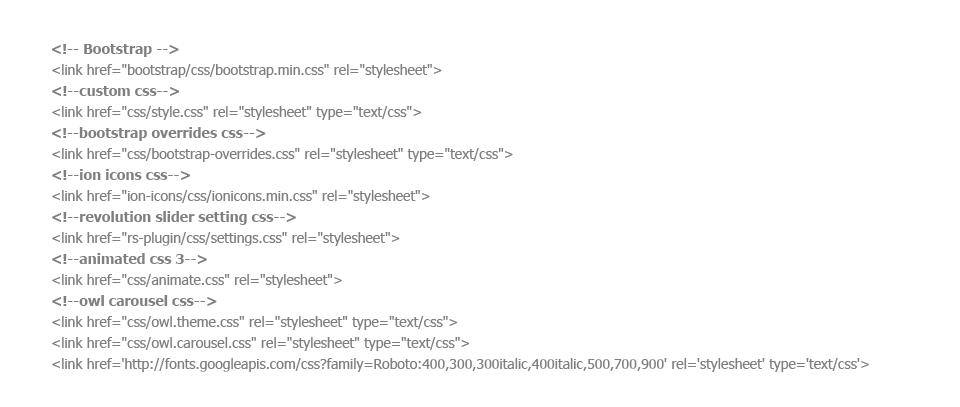 <!-- Bootstrap -->
<link href="bootstrap/css/bootstrap.min.css" rel="stylesheet">
<!--custom css-->
<link href="css/style.css" rel="stylesheet" type="text/css">
<!--bootstrap overrides css-->
<link href="css/bootstrap-overrides.css" rel="stylesheet" type="text/css">
<!--ion icons css-->
<link href="ion-icons/css/ionicons.min.css" rel="stylesheet">
<!--revolution slider setting css-->
<link href="rs-plugin/css/settings.css" rel="stylesheet">
<!--animated css 3-->
<link href="css/animate.css" rel="stylesheet">
<!--owl carousel css-->
<link href="css/owl.theme.css" rel="stylesheet" type="text/css">
<link href="css/owl.carousel.css" rel="stylesheet" type="text/css">
<link href='http://fonts.googleapis.com/css?family=Roboto:400,300,300italic,400italic,500,700,900' rel='stylesheet' type='text/css'>